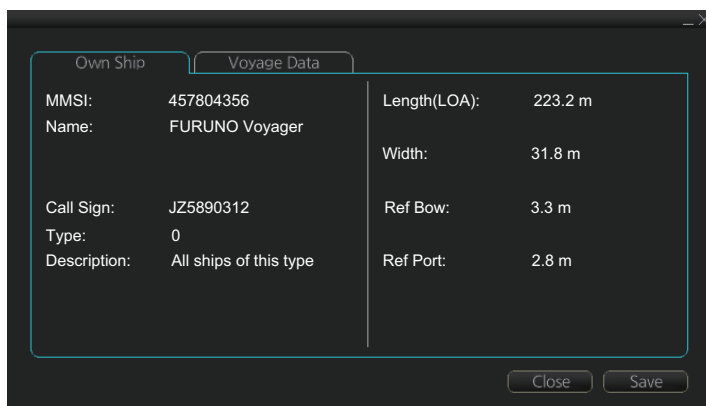 Own Ship
Voyage Data
MMSI: 457804356
Name: FURUNO Voyager
Call Sign: JZ5890312
Type: 0
Description: All ships of this type
Length(LOA): 223.2 m
Width: 31.8 m
Ref Bow: 3.3 m
Ref Port: 2.8 m
Close
Save